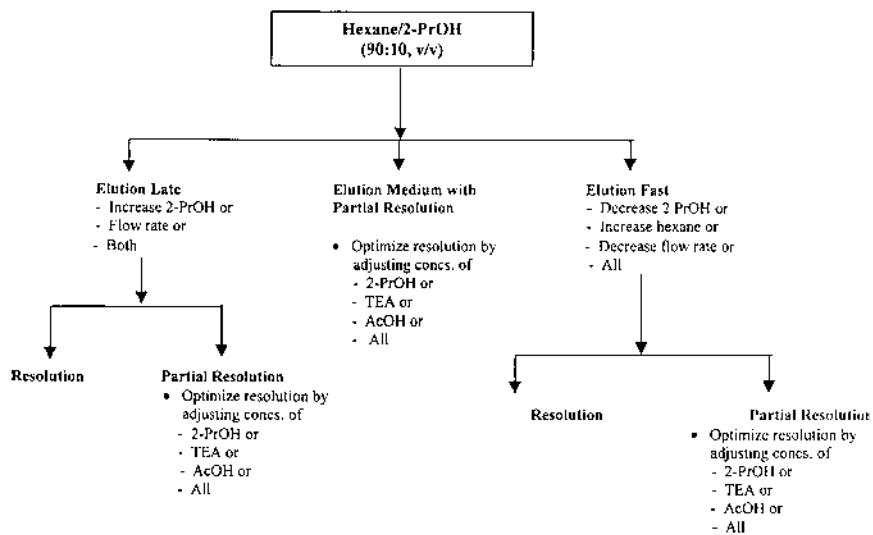 Hexane/2-PrOH
(90:10, v/v)
Elution Late
- Increase 2-PrOH or
- Flow rate or
- Both
Elution Medium with
Partial Resolution
• Optimize resolution by
adjusting concs. of
- 2-PrOH or
- TEA or
- AcOH or
- All
Elution Fast
- Decrease 2 PrOH or
- Increase hexane or
- Decrease flow rate or
- All
Resolution
Partial Resolution
• Optimize resolution by
adjusting concs. of
- 2-PrOH or
- TEA or
- AcOH or
- All
Resolution
Partial Resolution
• Optimize resolution by
adjusting concs. of
- 2-PrOH or
- TEA or
- AcOH or
- All